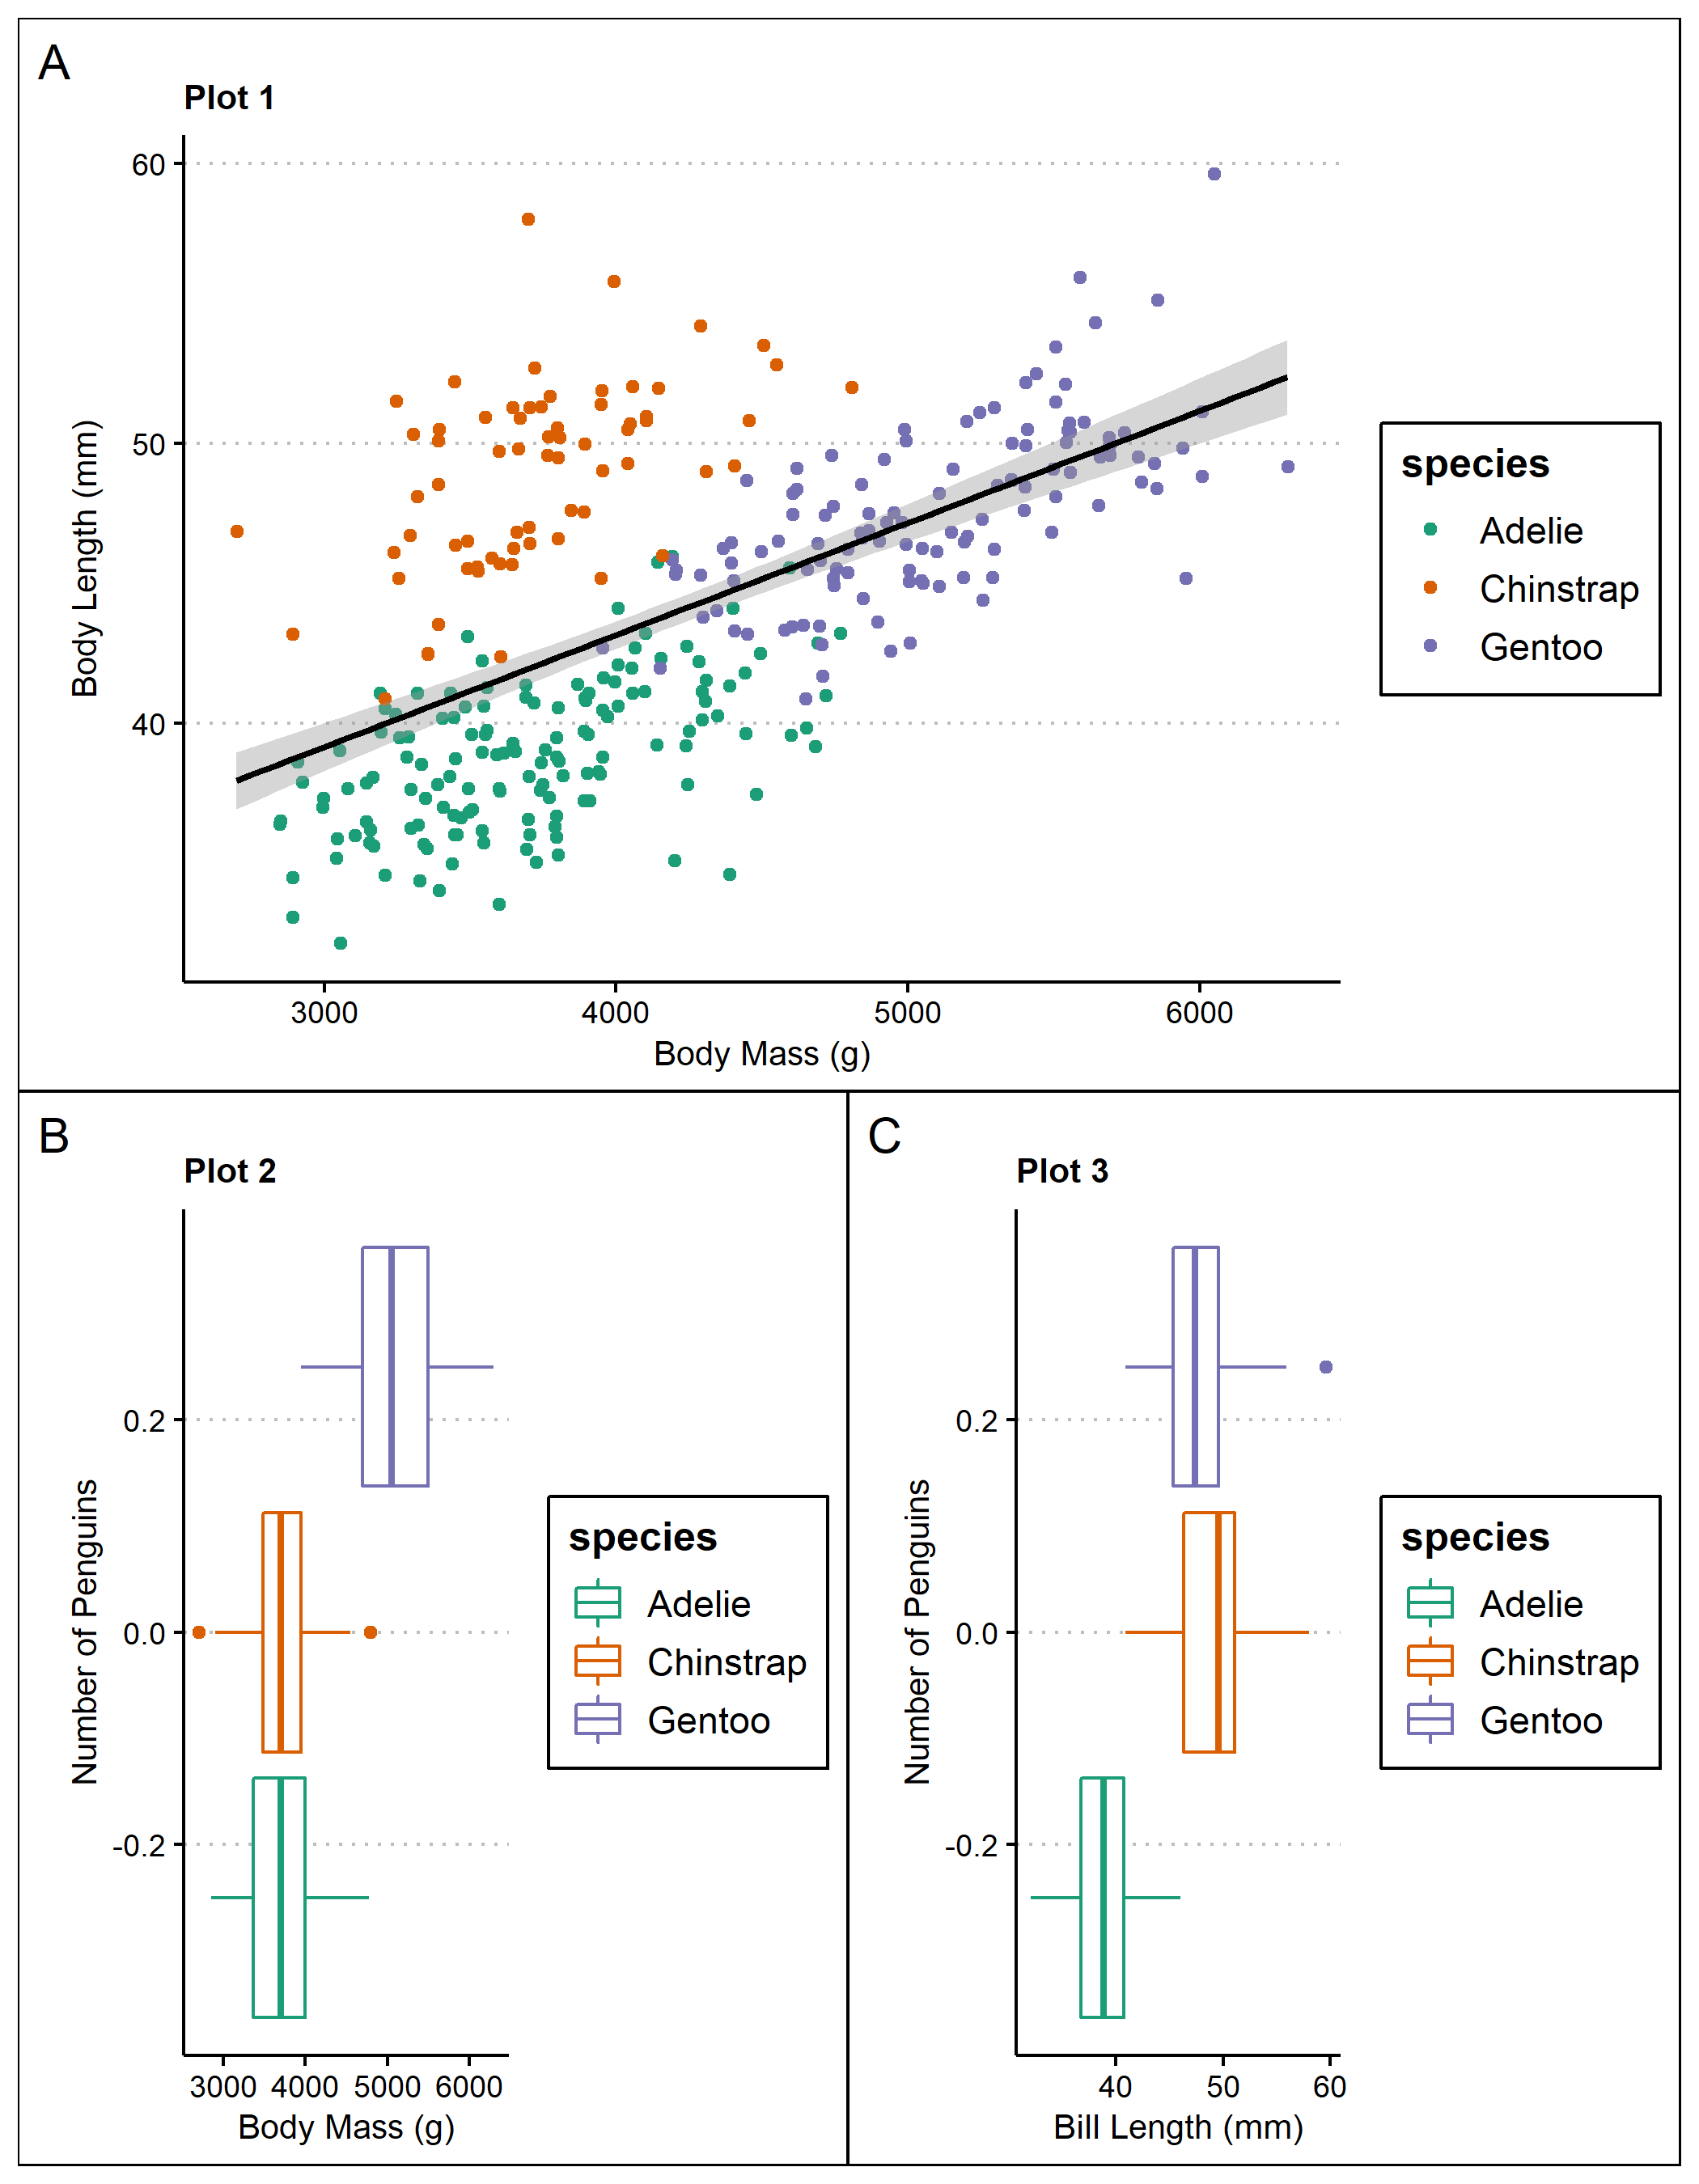 A
Plot 1
60
50
40
Body Length (mm)
3000 4000 5000 6000
Body Mass (g)
species
Adelie
Chinstrap
Gentoo
B
Plot 2
0.2
0.0
-0.2
Number of Penguins
3000 4000 5000 6000
Body Mass (g)
species
Adelie
Chinstrap
Gentoo
C
Plot 3
0.2
0.0
-0.2
Number of Penguins
40 50 60
Bill Length (mm)
species
Adelie
Chinstrap
Gentoo